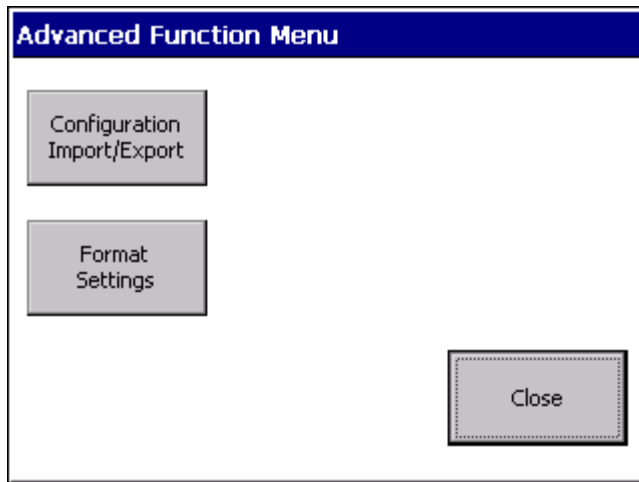 Advanced Function Menu
Configuration
Import/Export
Format
Settings
Close